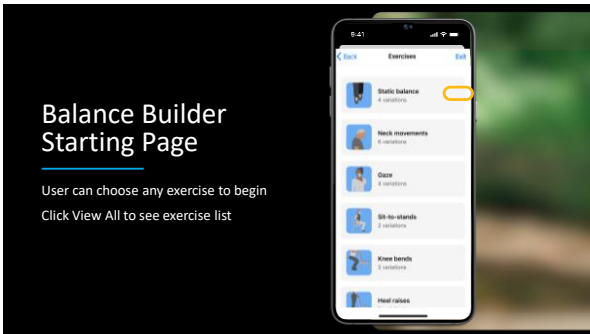 Balance Builder
Starting Page
User can choose any exercise to begin
Click View All to see exercise list
9:41
Back Exercises Exit
Static balance
4 variations
Neck movements
6 variations
Gaze
4 variations
Sit-to-stands
2 variations
Knee bends
3 variations
Heel raises